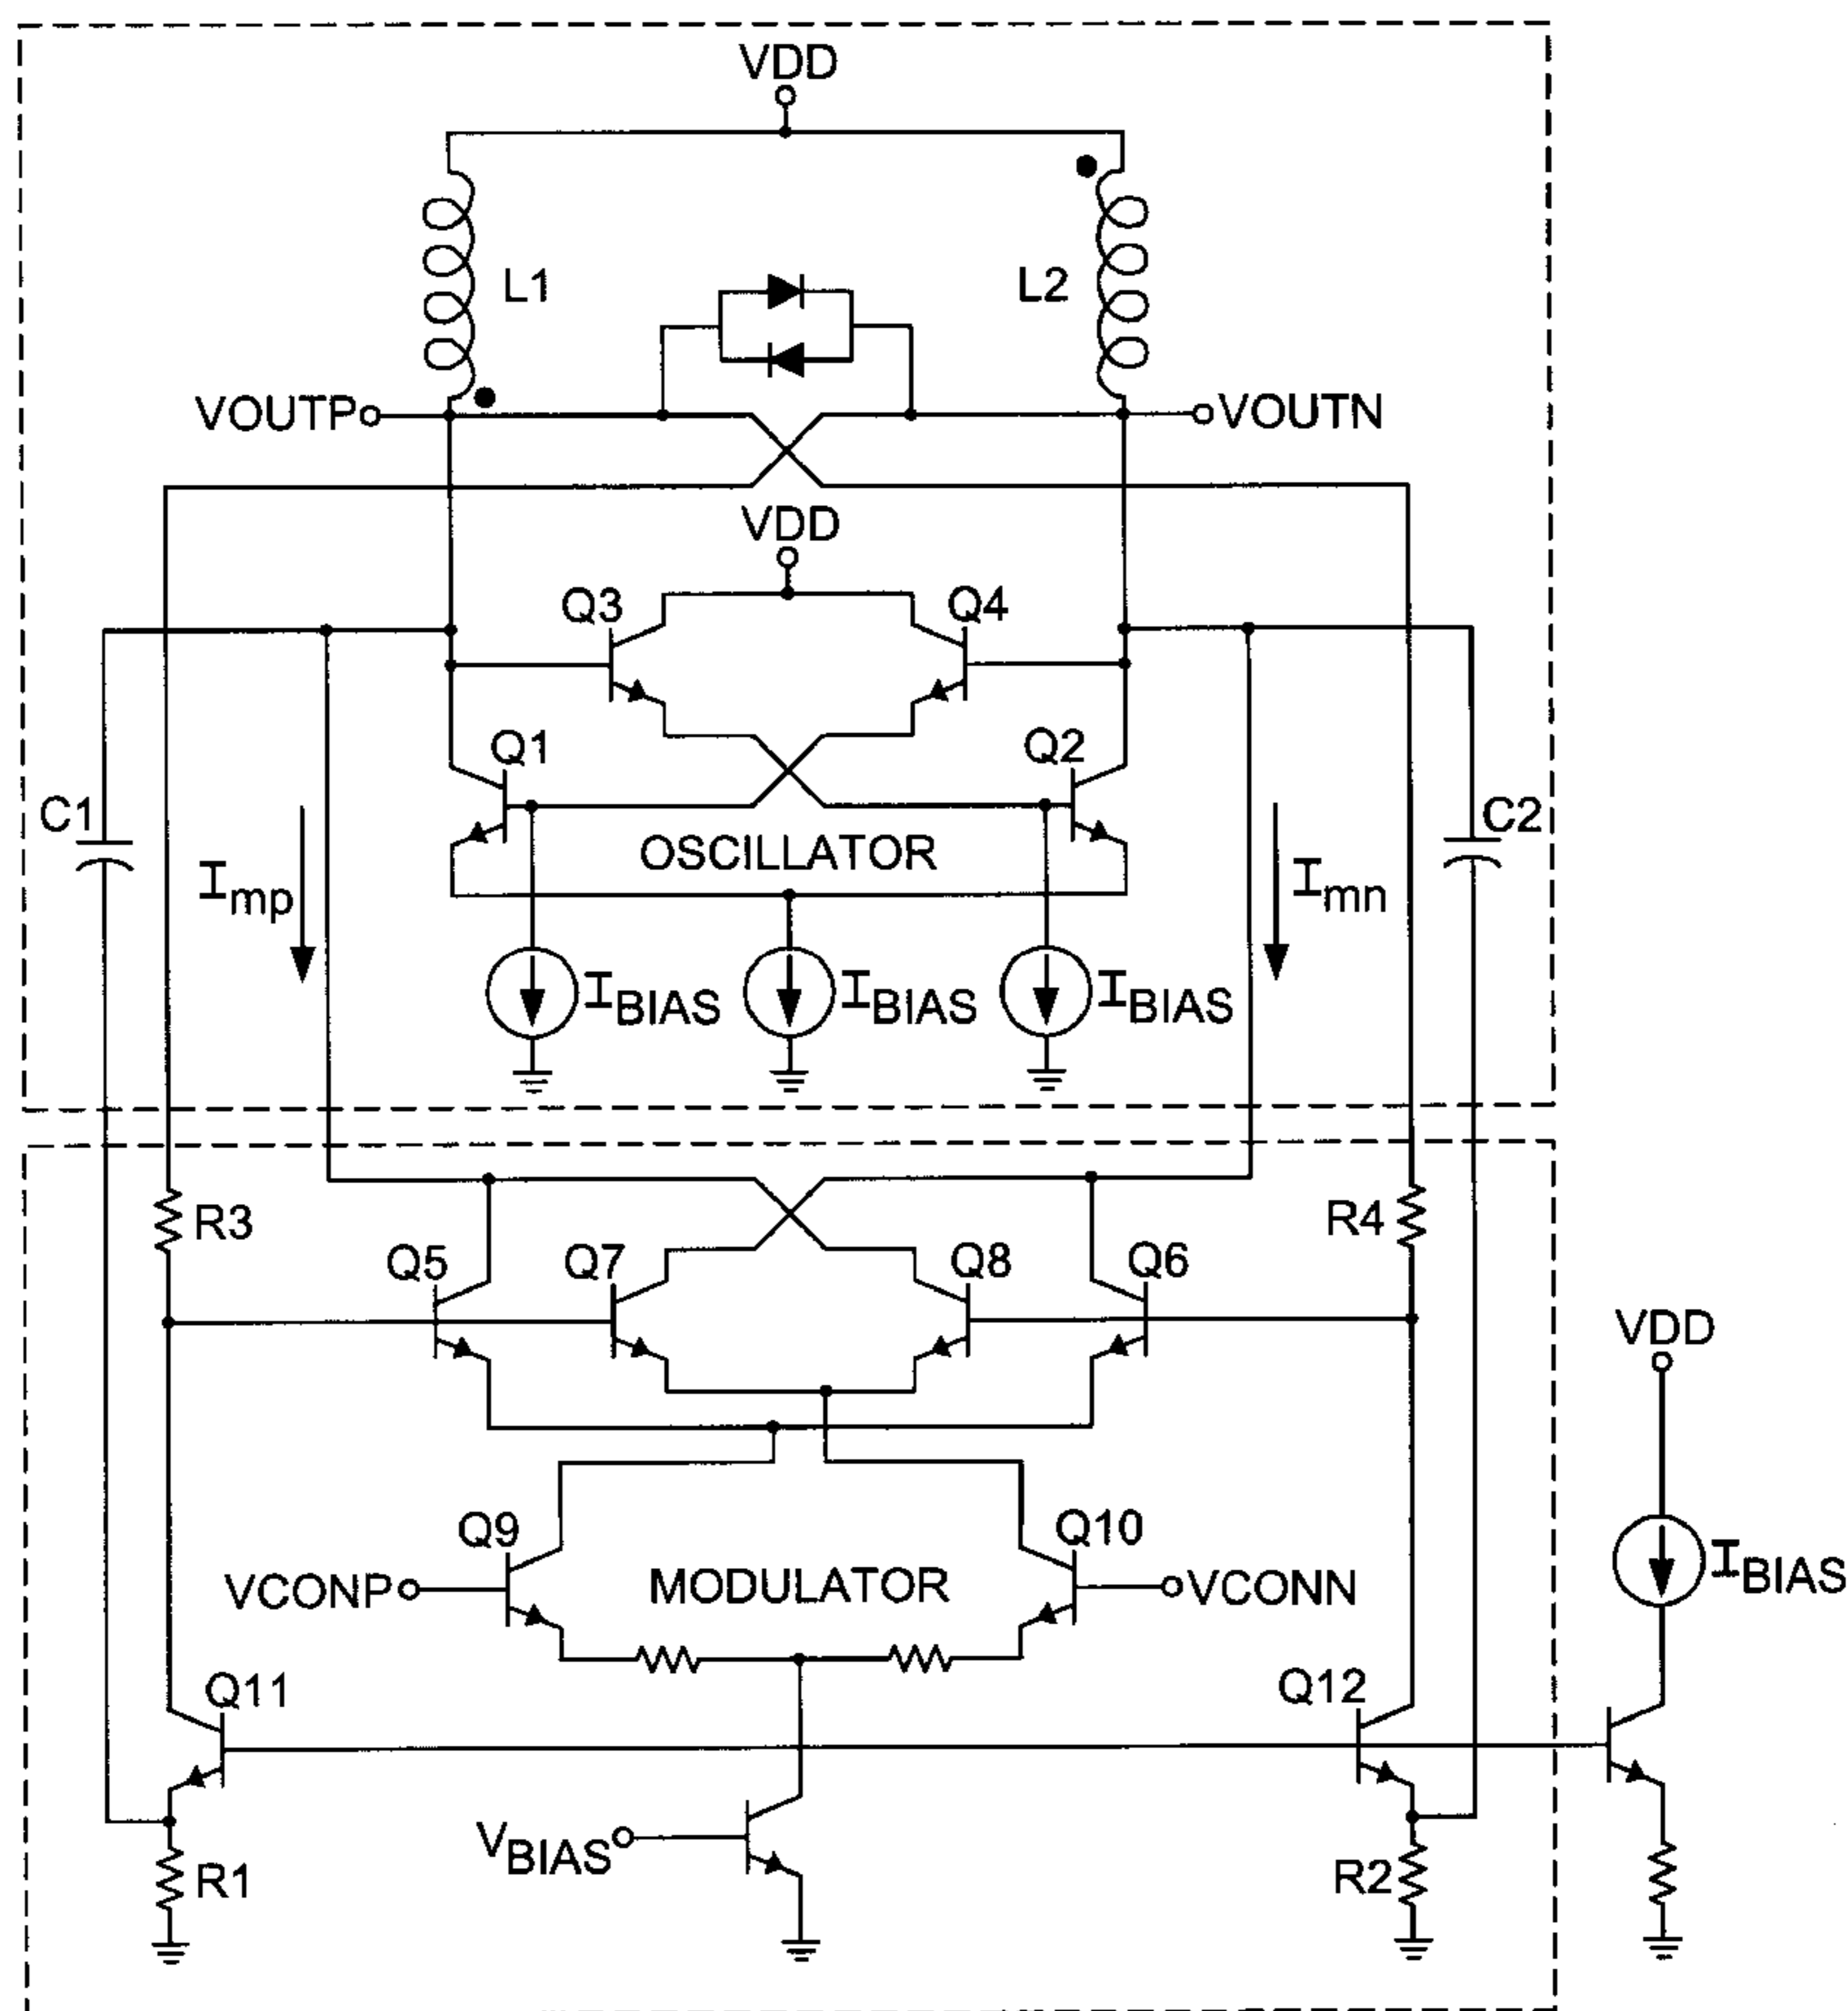 VDD
L1
L2
VOUTP
VOUTN
VDD
Q3
Q4
Q1
Q2
C1
C2
OSCILLATOR
Imp
Imn
IBIAS
IBIAS
IBIAS
R3
R4
Q5
Q7
Q8
Q6
VDD
Q9
Q10
VCONP
MODULATOR
VCONN
IBIAS
Q11
Q12
VBIAS
R1
R2